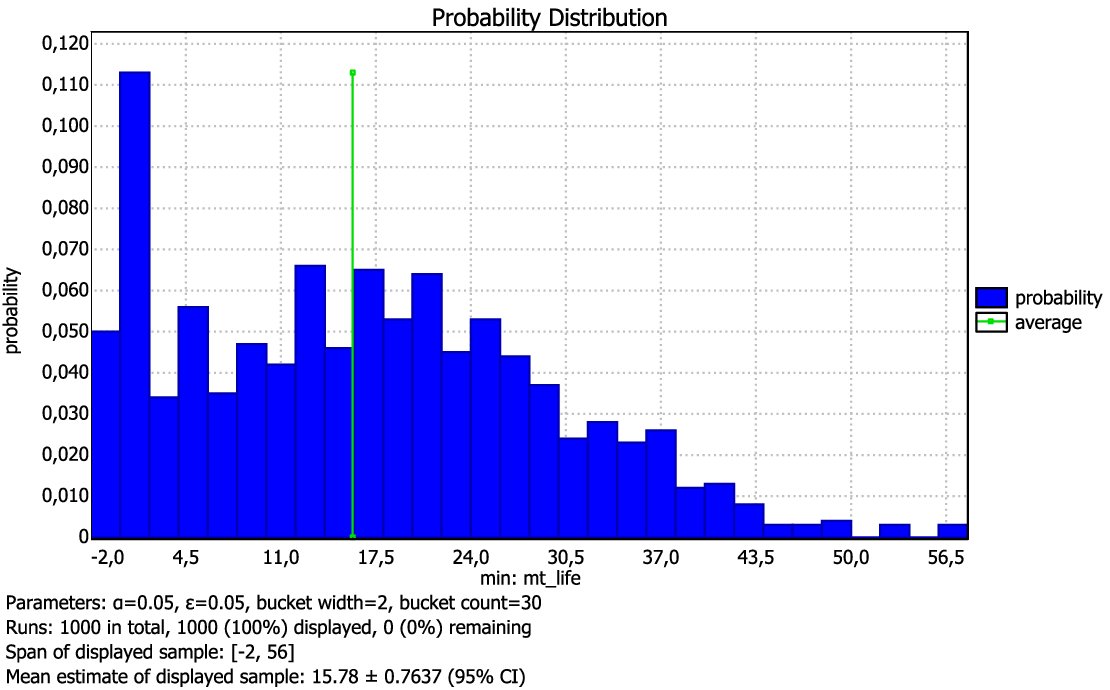 Probability Distribution
0,120
0,110
0,100
0,090
0,080
0,070
0,060
0,050
0,040
0,030
0,020
0,010
0
probability
probability
average
-2,0 4,5 11,0 17,5 24,0 30,5 37,0 43,5 50,0 56,5
min: mt_life
Parameters: α=0.05, ε=0.05, bucket width=2, bucket count=30
Runs: 1000 in total, 1000 (100%) displayed, 0 (0%) remaining
Span of displayed sample: [-2, 56]
Mean estimate of displayed sample: 15.78 ± 0.7637 (95% CI)